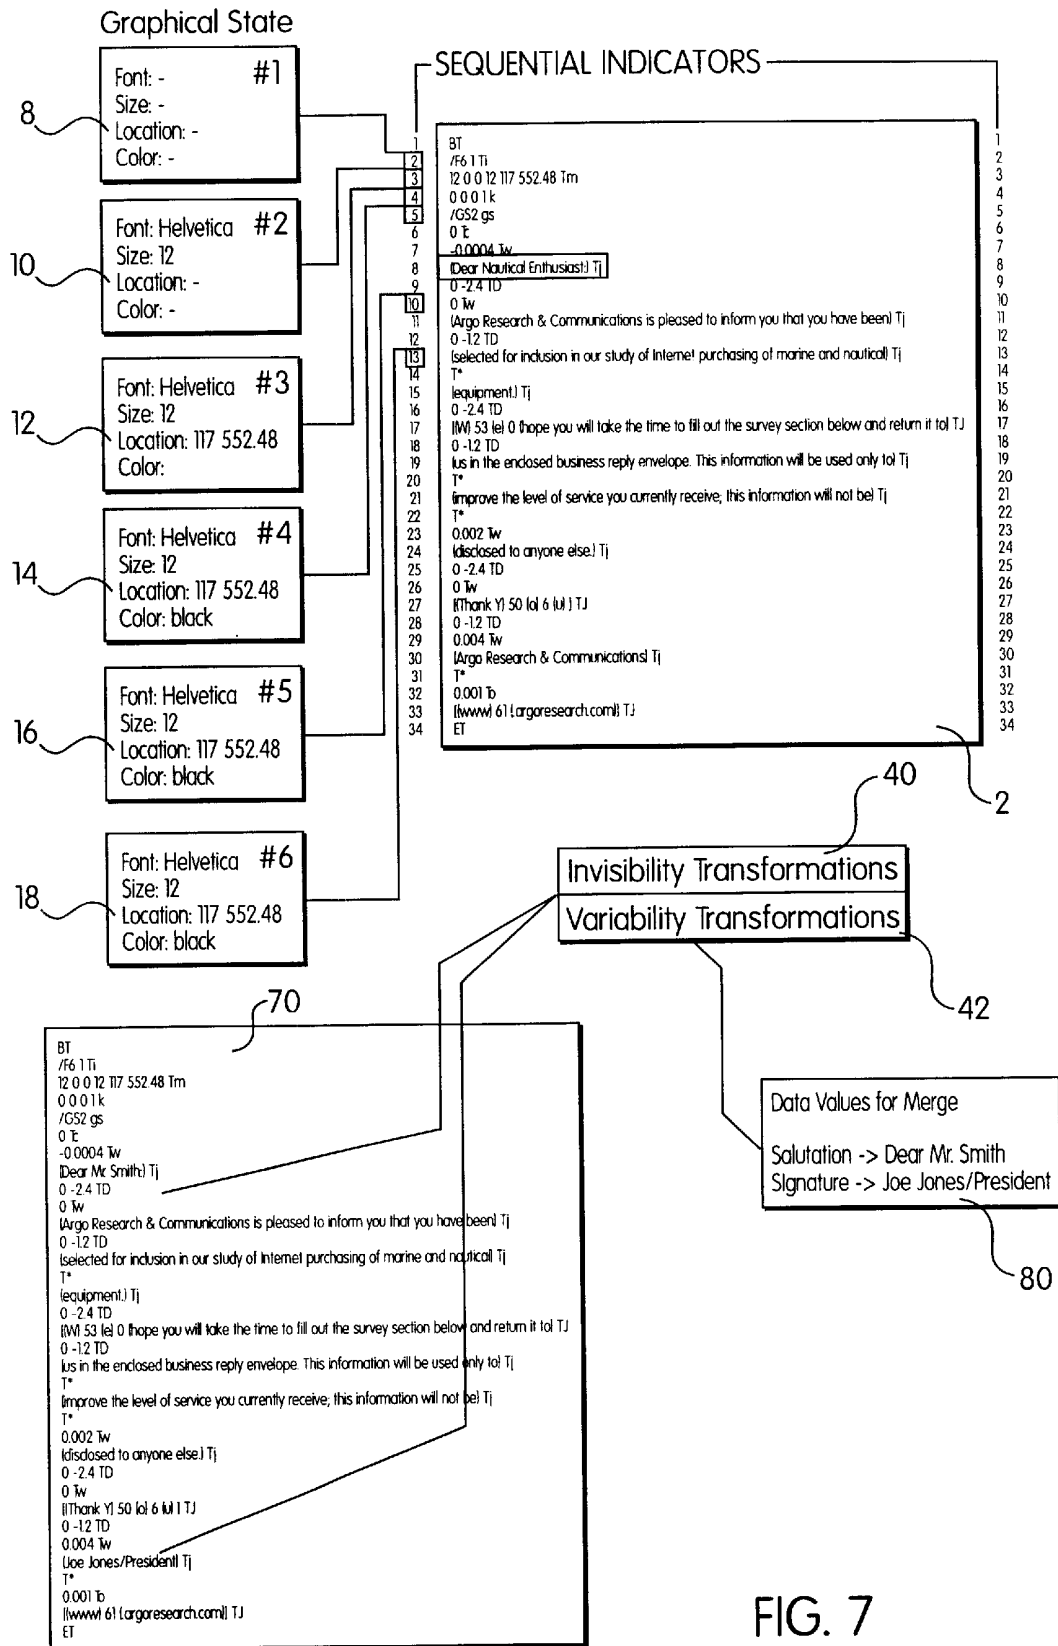 Graphical State
#1
Font: -
Size: -
Location: -
Color: -
8
Font: Helvetica #2
Size: 12
Location: -
Color: -
10
Font: Helvetica #3
Size: 12
Location: 117 552.48
Color:
12
Font: Helvetica #4
Size: 12
Location: 117 552.48
Color: black
14
Font: Helvetica #5
Size: 12
Location: 117 552.48
Color: black
16
Font: Helvetica #6
Size: 12
Location: 117 552.48
Color: black
18
SEQUENTIAL INDICATORS
1 BT 1
2 /F6 1 Ti 2
3 12 0 0 12 117 552.48 Tm 3
4 0 0 0 1 k 4
5 /GS2 gs 5
6 0 Tc 6
7 -0.0004 Tw 7
8 (Dear Nautical Enthusiast:) Tj 8
9 0 -2.4 TD 9
10 0 Tw 10
11 (Argo Research & Communications is pleased to inform you that you have been) Tj 11
12 0 -1.2 TD 12
13 (selected for inclusion in our study of Internet purchasing of marine and nautical) Tj 13
14 T* 14
15 (equipment.) Tj 15
16 0 -2.4 TD 16
17 [(W) 53 (e) 0 (hope you will take the time to fill out the survey section below and return it to] TJ 17
18 0 -1.2 TD 18
19 (us in the enclosed business reply envelope. This information will be used only to) Tj 19
20 T* 20
21 (improve the level of service you currently receive; this information will not be) Tj 21
22 T* 22
23 0.002 Tw 23
24 (disclosed to anyone else.) Tj 24
25 0 -2.4 TD 25
26 0 Tw 26
27 [(Thank Y) 50 (o) 6 (u) ] TJ 27
28 0 -1.2 TD 28
29 0.004 Tw 29
30 (Argo Research & Communications) Tj 30
31 T* 31
32 0.001 Tb 32
33 [(www) 61 (.argoresearch.com)] TJ 33
34 ET 34
2
40
Invisibility Transformations
Variability Transformations
42
70
BT
/F6 1 Ti
12 0 0 12 117 552.48 Tm
0 0 0 1 k
/GS2 gs
0 Tc
-0.0004 Tw
(Dear Mr. Smith:) Tj
0 -2.4 TD
0 Tw
(Argo Research & Communications is pleased to inform you that you have been) Tj
0 -1.2 TD
(selected for inclusion in our study of Internet purchasing of marine and nautical) Tj
T*
(equipment.) Tj
0 -2.4 TD
[(W) 53 (e) 0 (hope you will take the time to fill out the survey section below and return it to] TJ
0 -1.2 TD
(us in the enclosed business reply envelope. This information will be used only to) Tj
T*
(improve the level of service you currently receive; this information will not be) Tj
T*
0.002 Tw
(disclosed to anyone else.) Tj
0 -2.4 TD
0 Tw
[(Thank Y) 50 (o) 6 (u) ] TJ
0 -1.2 TD
0.004 Tw
(Joe Jones/President) Tj
T*
0.001 Tb
[(www) 61 (.argoresearch.com)] TJ
ET
Data Values for Merge
Salutation -> Dear Mr. Smith
Signature -> Joe Jones/President
80
FIG. 7